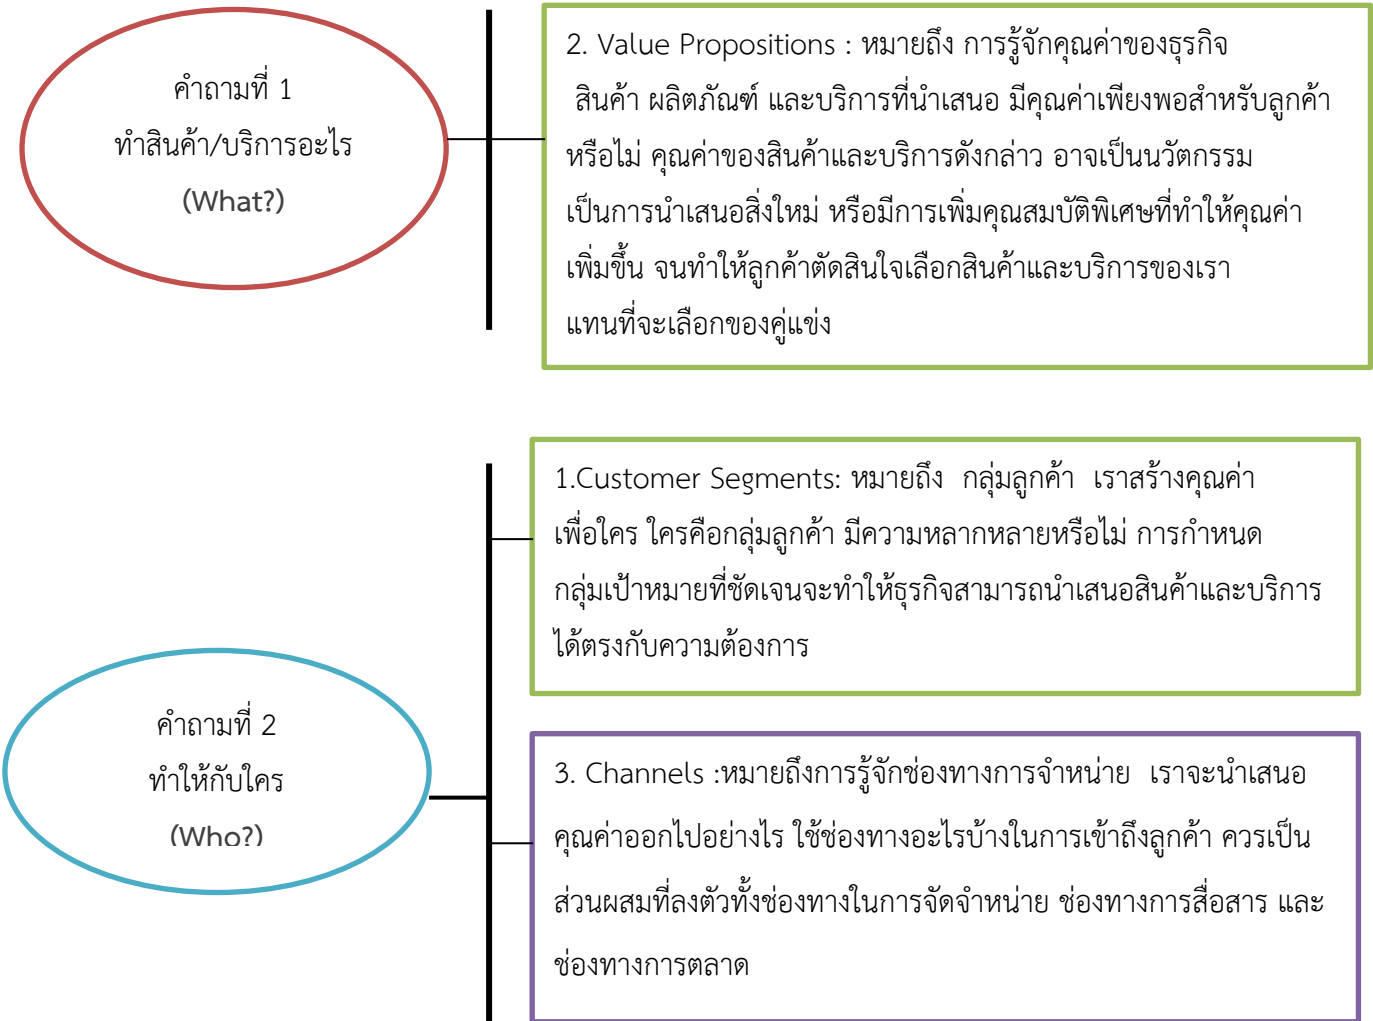 คำถามที่ 1
ทำสินค้า/บริการอะไร
(What?)
2. Value Propositions : หมายถึง การรู้จักคุณค่าของธุรกิจ
สินค้า ผลิตภัณฑ์ และบริการที่นำเสนอ มีคุณค่าเพียงพอสำหรับลูกค้า
หรือไม่ คุณค่าของสินค้าและบริการดังกล่าว อาจเป็นนวัตกรรม
เป็นการนำเสนอสิ่งใหม่ หรือมีการเพิ่มคุณสมบัติพิเศษที่ทำให้คุณค่า
เพิ่มขึ้น จนทำให้ลูกค้าตัดสินใจเลือกสินค้าและบริการของเรา
แทนที่จะเลือกของคู่แข่ง
คำถามที่ 2
ทำให้กับใคร
(Who?)
1.Customer Segments: หมายถึง กลุ่มลูกค้า เราสร้างคุณค่า
เพื่อใคร ใครคือกลุ่มลูกค้า มีความหลากหลายหรือไม่ การกำหนด
กลุ่มเป้าหมายที่ชัดเจนจะทำให้ธุรกิจสามารถนำเสนอสินค้าและบริการ
ได้ตรงกับความต้องการ
3. Channels :หมายถึงการรู้จักช่องทางการจำหน่าย เราจะนำเสนอ
คุณค่าออกไปอย่างไร ใช้ช่องทางอะไรบ้างในการเข้าถึงลูกค้า ควรเป็น
ส่วนผสมที่ลงตัวทั้งช่องทางในการจัดจำหน่าย ช่องทางการสื่อสาร และ
ช่องทางการตลาด